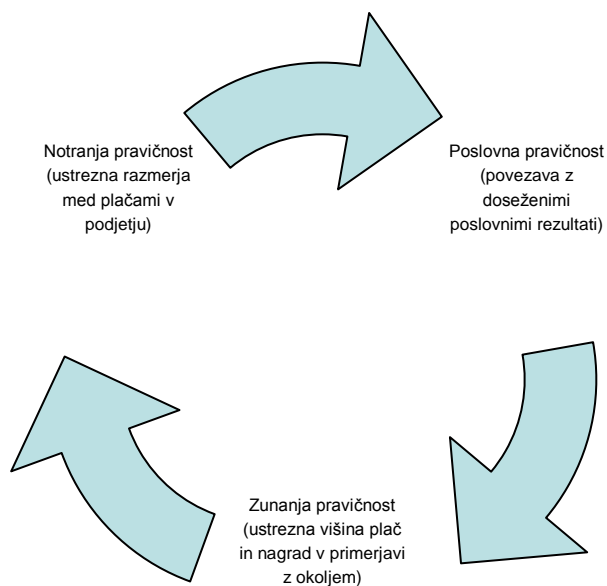 Notranja pravičnost
(ustrezna razmerja
med plačami v
podjetju)
Poslovna pravičnost
(povezava z
doseženimi
poslovnimi rezultati)
Zunanja pravičnost
(ustrezna višina plač
in nagrad v primerjavi
z okoljem)